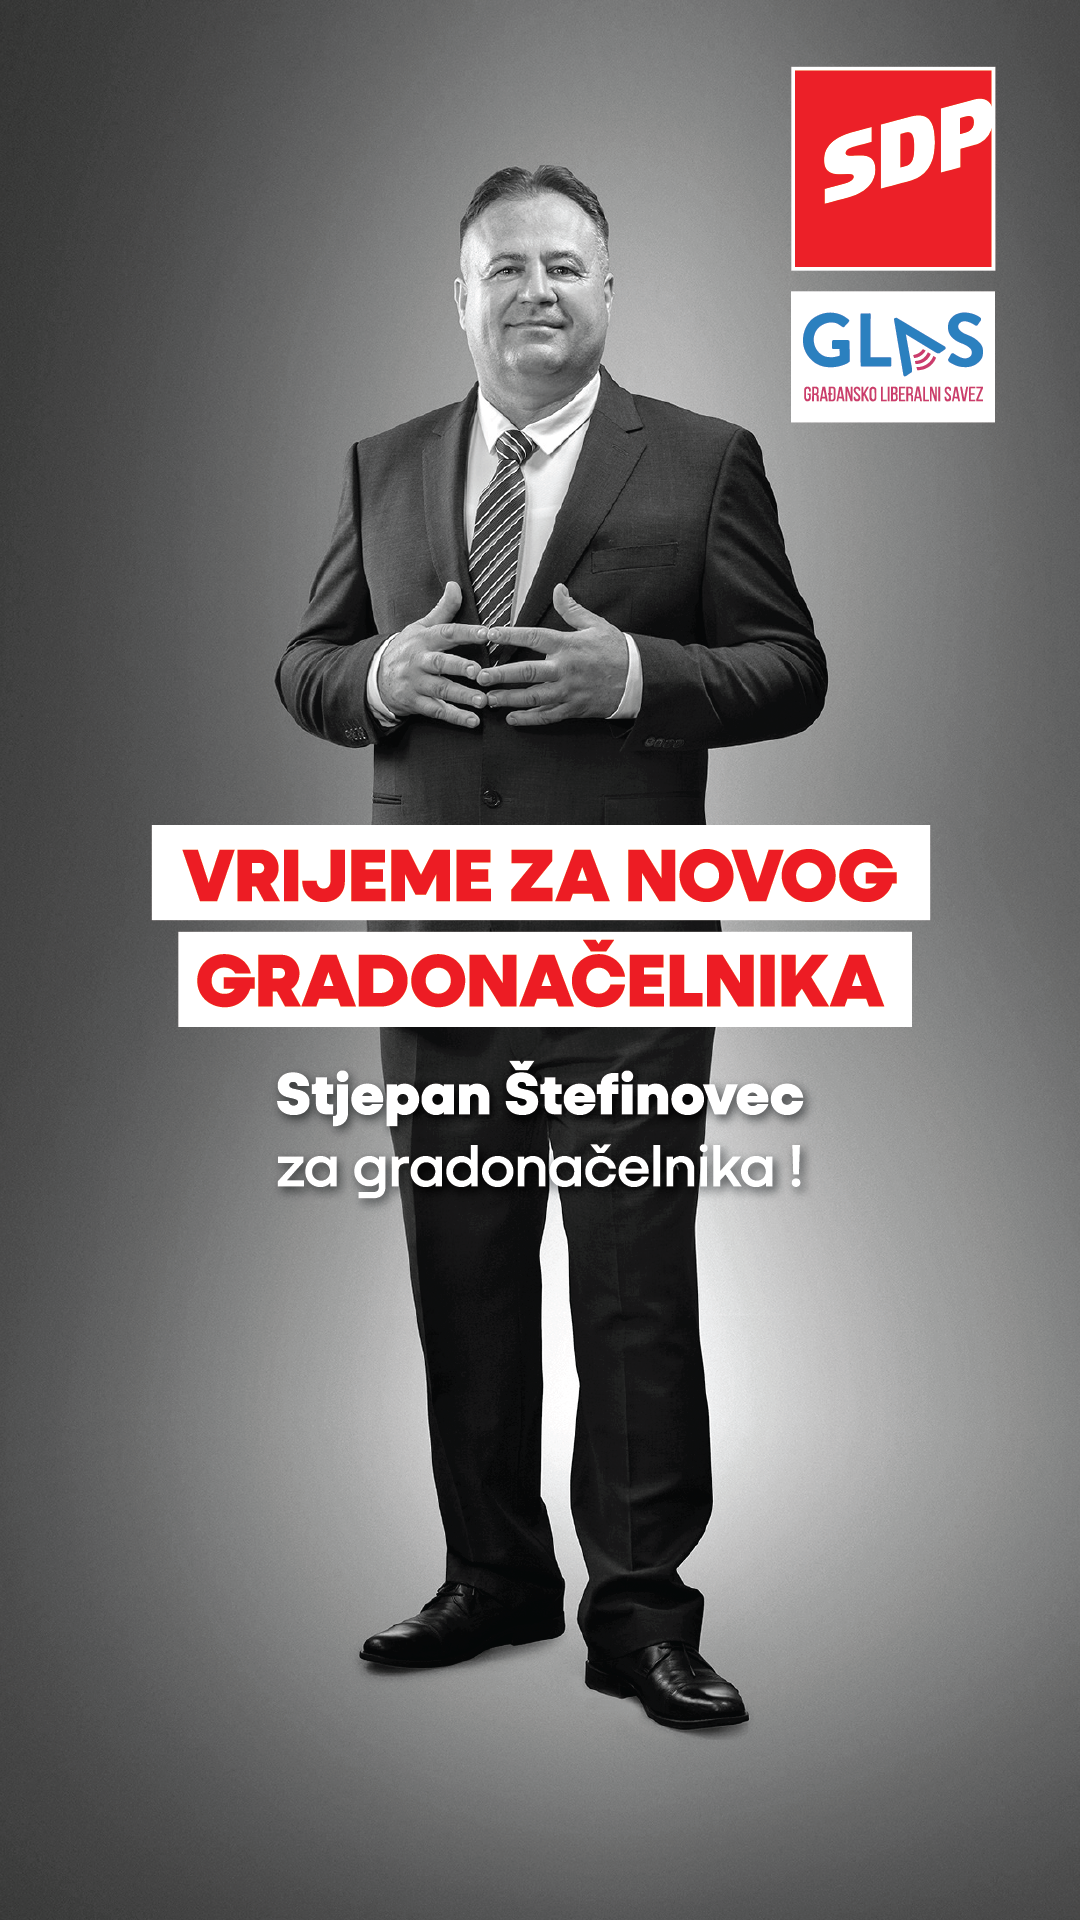 SDP
GLAS
GRAĐANSKO LIBERALNI SAVEZ
VRIJEME ZA NOVOG
GRADONAČELNIKA
Stjepan Štefinovec
za gradonačelnika !